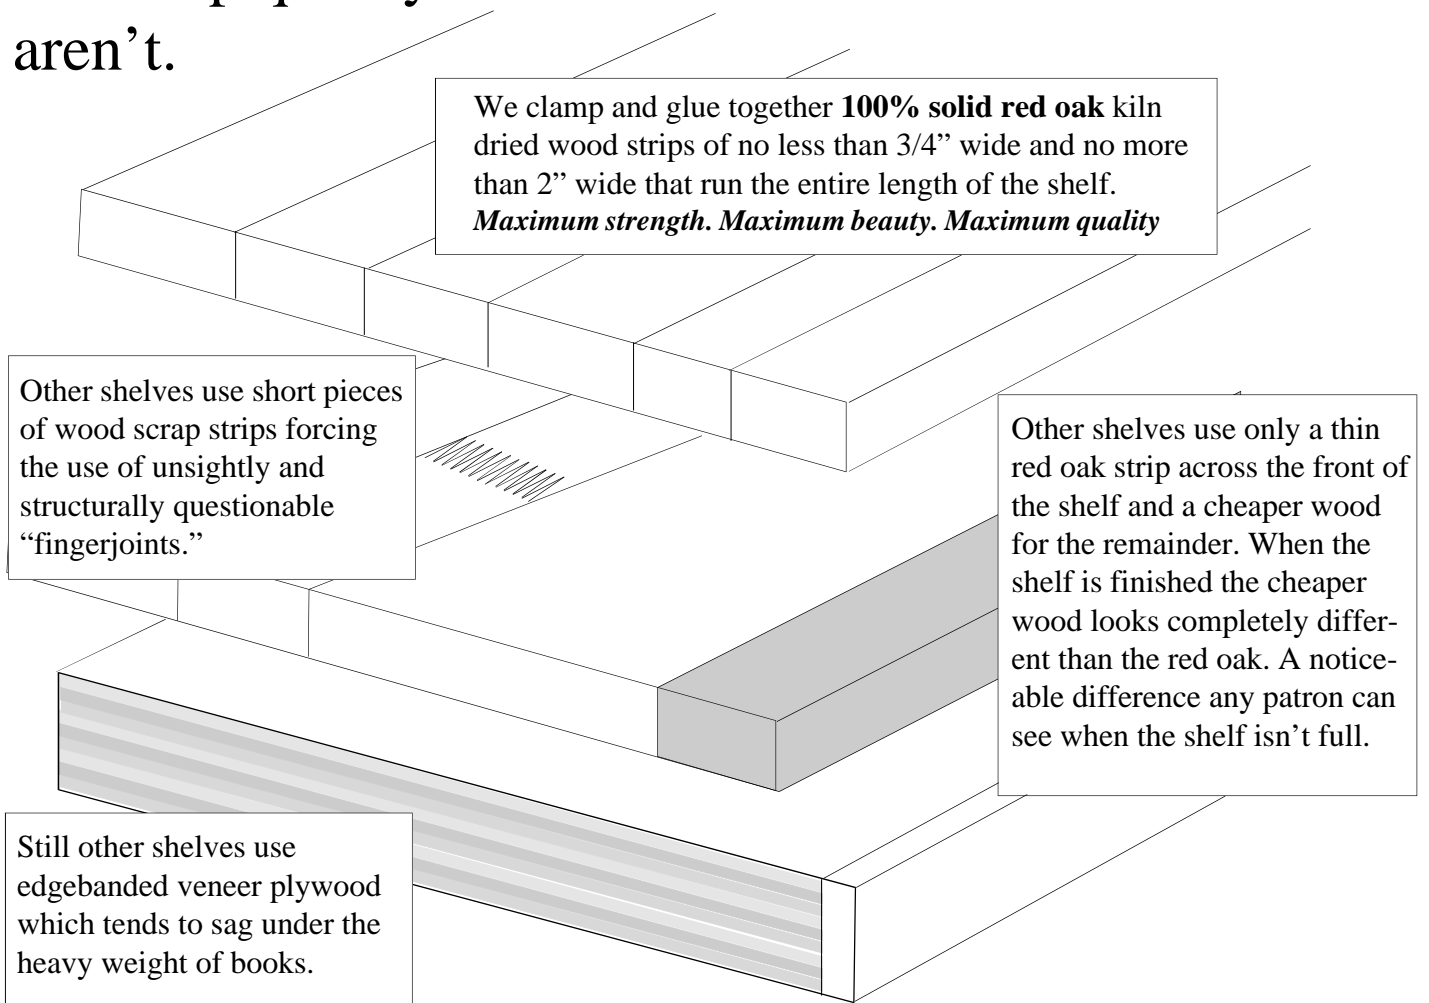 aren’t.
We clamp and glue together 100% solid red oak kiln
dried wood strips of no less than 3/4” wide and no more
than 2” wide that run the entire length of the shelf.
Maximum strength. Maximum beauty. Maximum quality
Other shelves use short pieces
of wood scrap strips forcing
the use of unsightly and
structurally questionable
“fingerjoints.”
Other shelves use only a thin
red oak strip across the front of
the shelf and a cheaper wood
for the remainder. When the
shelf is finished the cheaper
wood looks completely differ-
ent than the red oak. A notice-
able difference any patron can
see when the shelf isn’t full.
Still other shelves use
edgebanded veneer plywood
which tends to sag under the
heavy weight of books.